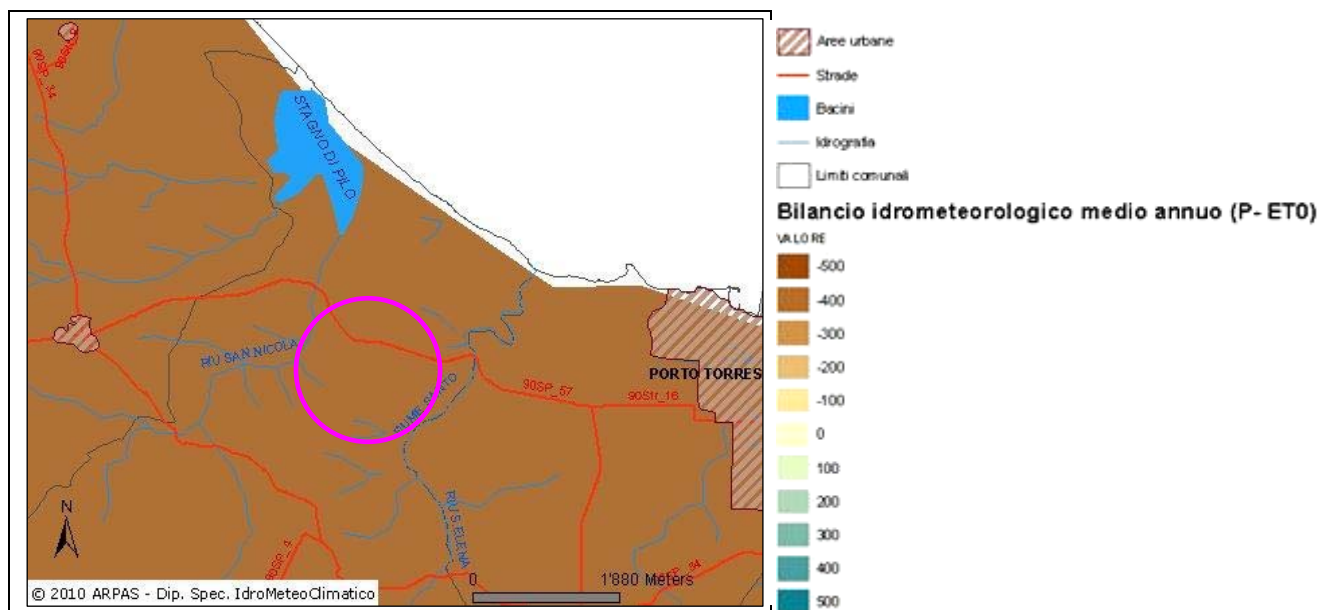 90SP_34
STAGNO DI PILO
RIU SAN.NICOLA
PORTO TORRES
90SP_57
90Str_16
RIU S.ELENA
90SP_4
N
0
1'880 Meters
© 2010 ARPAS - Dip. Spec. IdroMeteoClimatico
Aree urbane
Strade
Bacini
Idrografia
Limiti comunali
Bilancio idrometeorologico medio annuo (P- ET0)
VALORE
-500
-400
-300
-200
-100
0
100
200
300
400
500